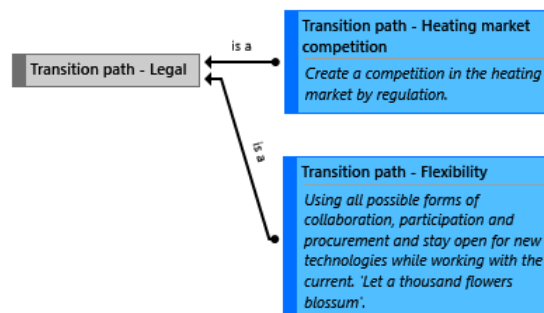 Transition path - Legal
is a
Transition path - Heating market
competition
Create a competition in the heating
market by regulation.
is a
Transition path - Flexibility
Using all possible forms of
collaboration, participation and
procurement and stay open for new
technologies while working with the
current. 'Let a thousand flowers
blossum'.